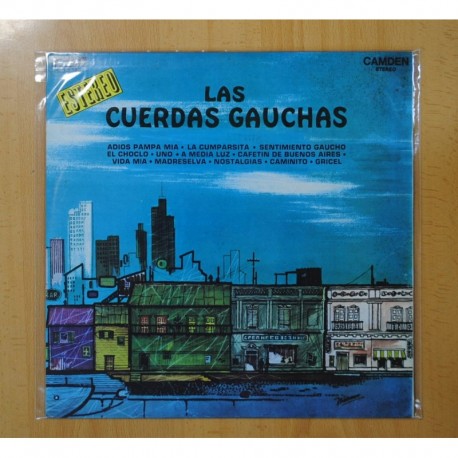 ESTEREO
CAMDEN
STEREO
LAS
CUERDAS GAUCHAS
ADIOS PAMPA MIA • LA CUMPARSITA • SENTIMIENTO GAUCHO
EL CHOCLO • UNO • A MEDIA LUZ • CAFETIN DE BUENOS AIRES •
VIDA MIA • MADRESELVA • NOSTALGIAS • CAMINITO • GRICEL